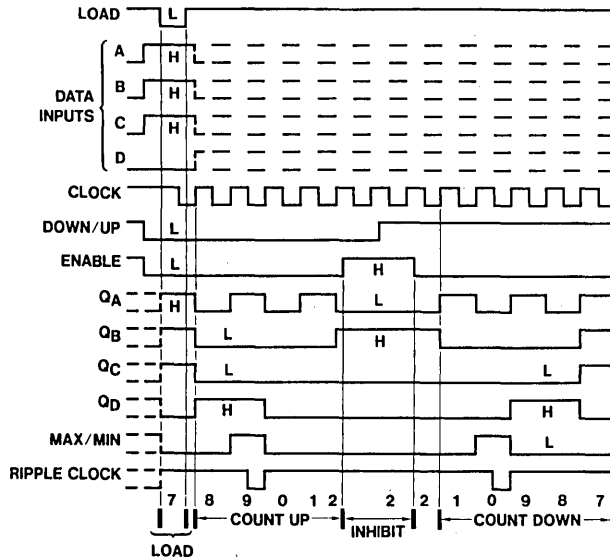 LOAD L
A H
B H
DATA INPUTS
C H
D
CLOCK
DOWN/UP L
ENABLE L H
QA H L
QB L H
QC L L
QD H H
MAX/MIN L
RIPPLE CLOCK
7 8 9 0 1 2 2 2 1 0 9 8 7
COUNT UP INHIBIT COUNT DOWN
LOAD